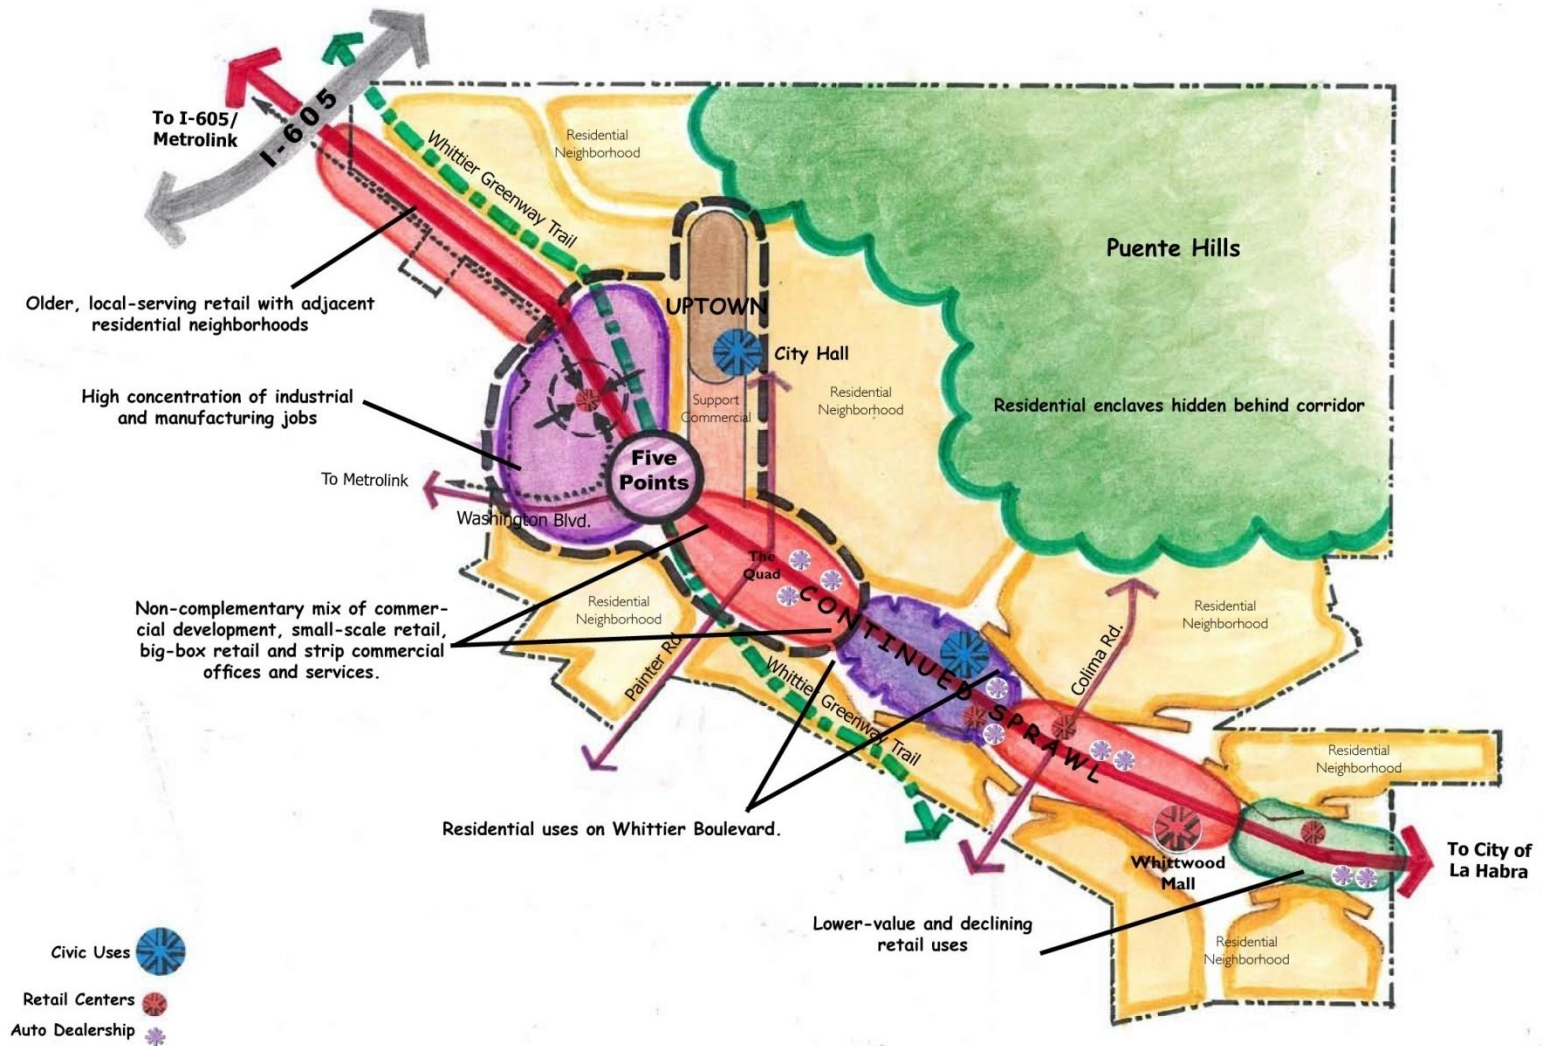 I-605
To I-605/
Metrolink
Whittier Greenway Trail
Residential
Neighborhood
Puente Hills
Older, local-serving retail with adjacent
residential neighborhoods
UPTOWN
City Hall
High concentration of industrial
and manufacturing jobs
Support
Commercial
Residential
Neighborhood
Residential enclaves hidden behind corridor
Five
Points
To Metrolink
Washington Blvd.
The
Quad
Non-complementary mix of commer-
cial development, small-scale retail,
big-box retail and strip commercial
offices and services.
Residential
Neighborhood
CONTINUED SPRAWL
Residential
Neighborhood
Painter Rd.
Colima Rd.
Whittier Greenway Trail
Residential
Neighborhood
Residential uses on Whittier Boulevard.
Whittwood
Mall
To City of
La Habra
Lower-value and declining
retail uses
Residential
Neighborhood
Civic Uses
Retail Centers
Auto Dealership